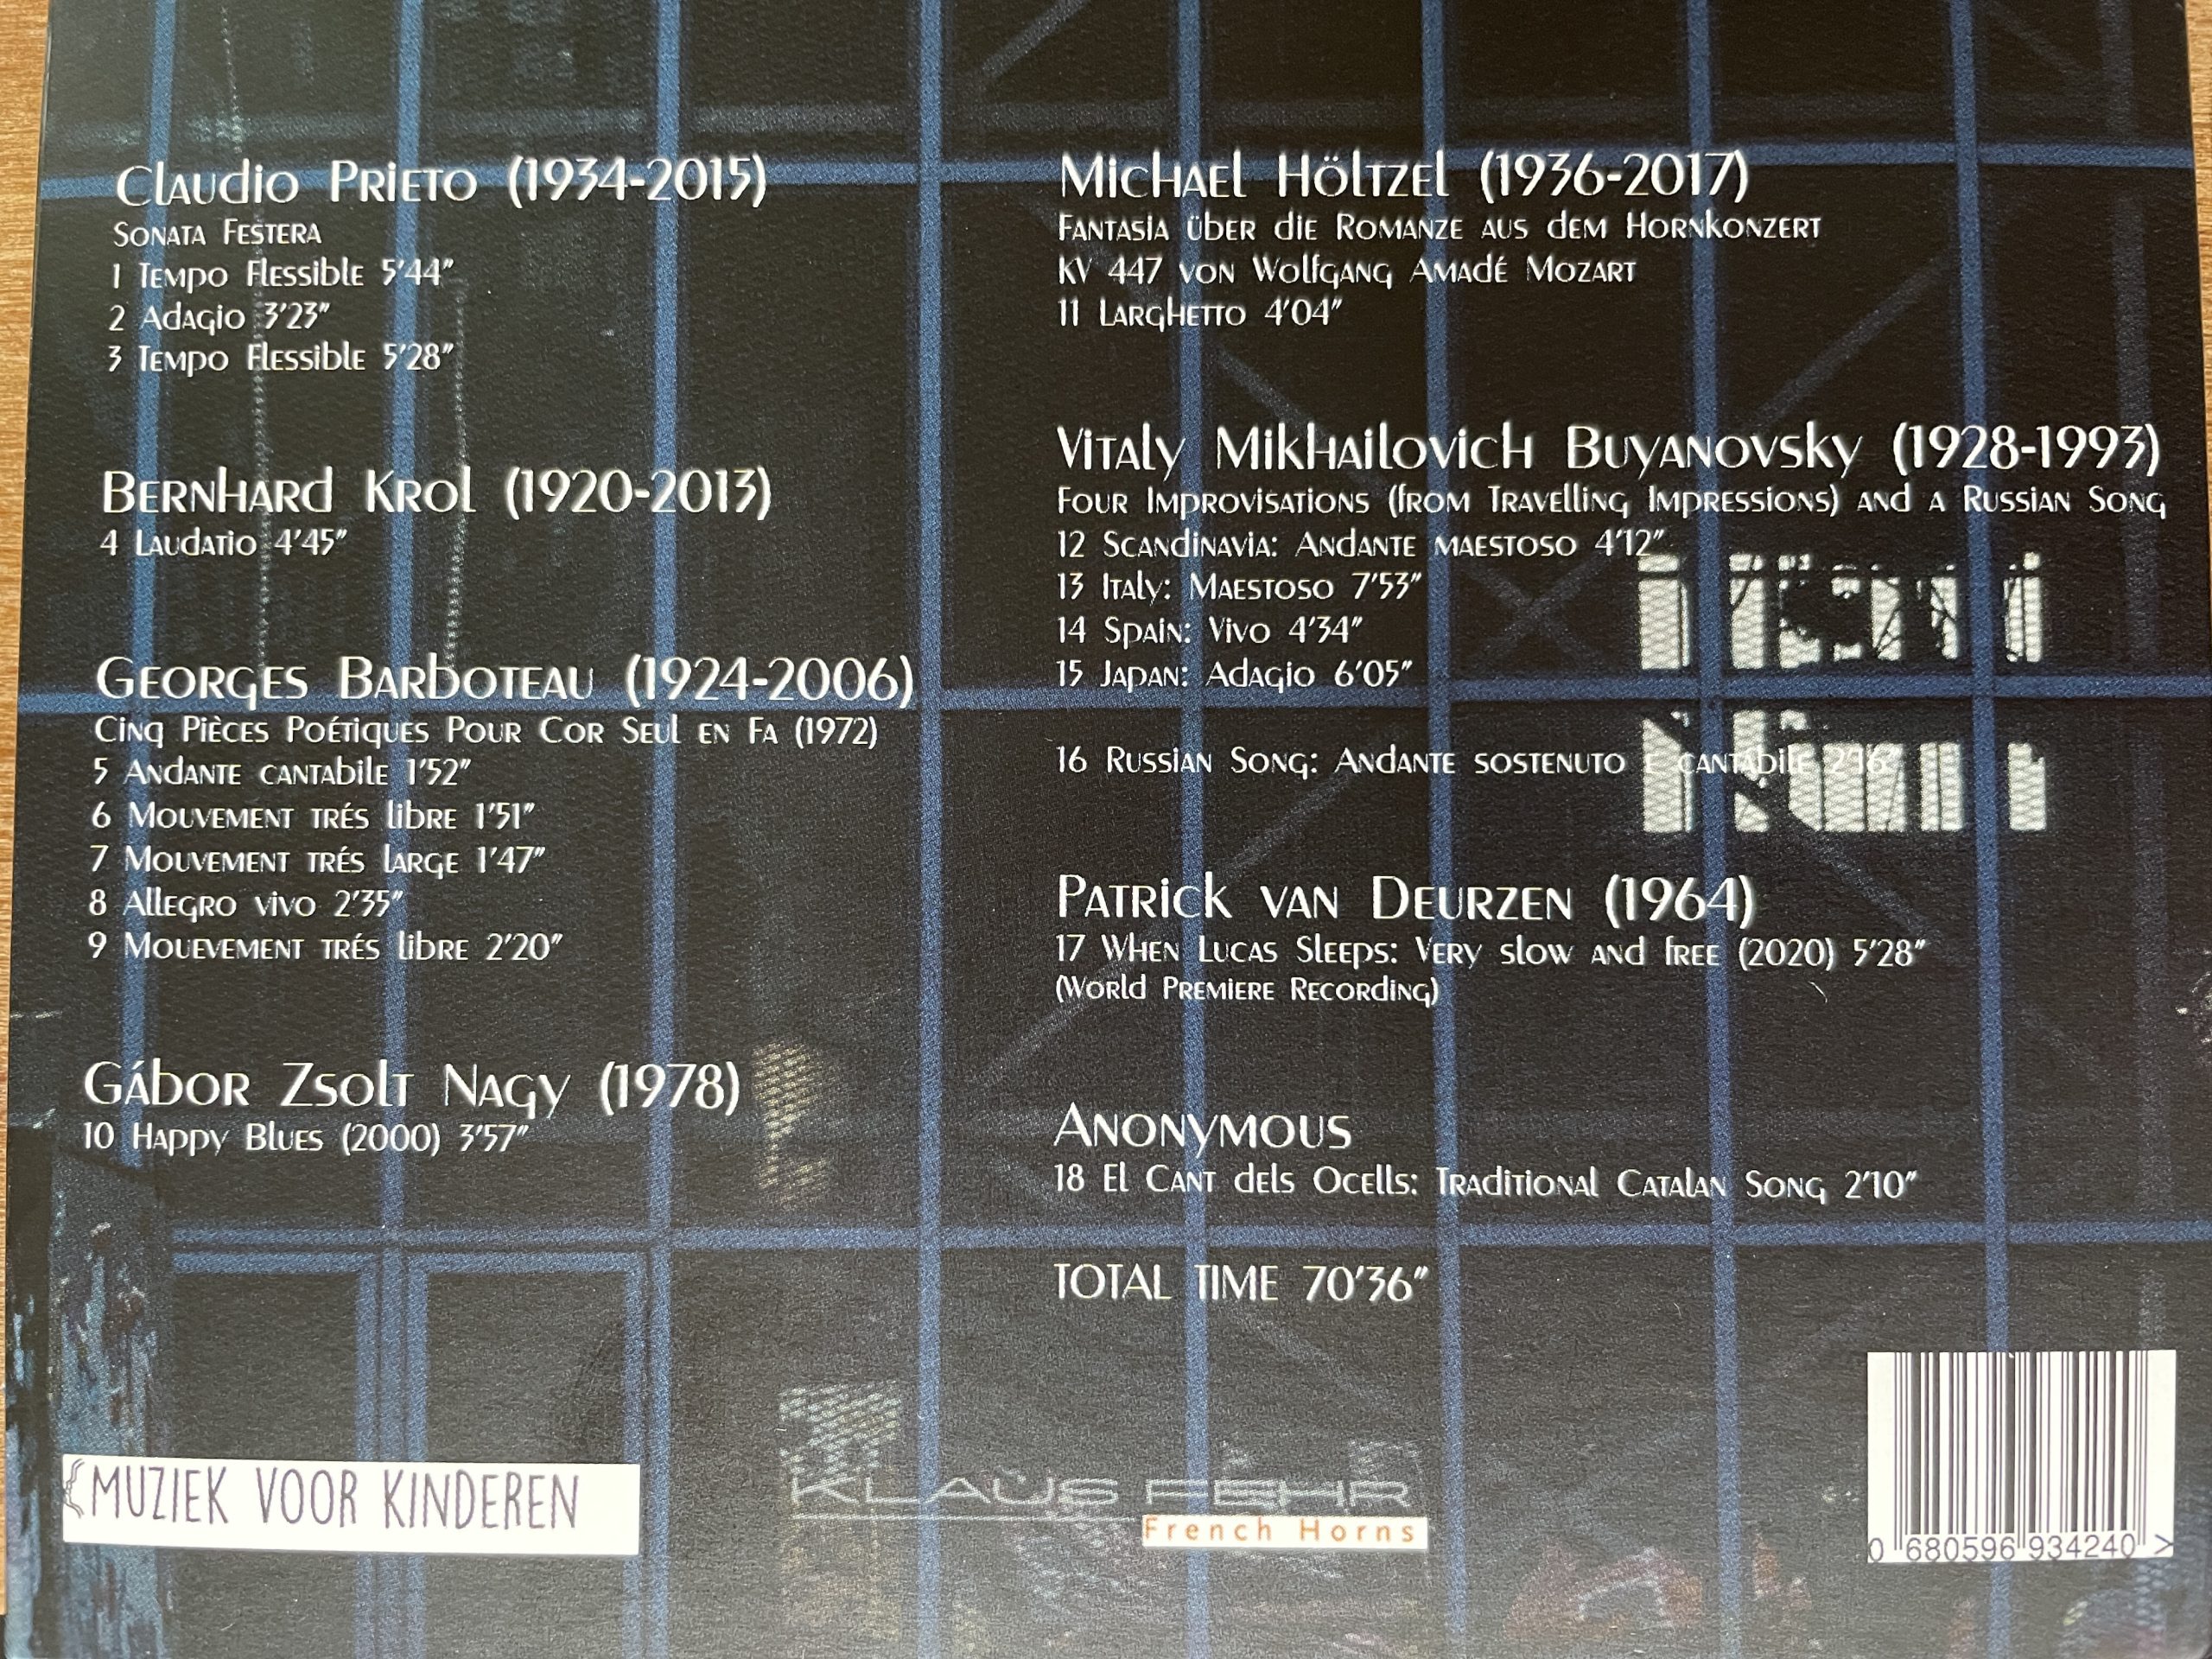 Claudio Prieto (1934-2015)
Sonata Festera
1 Tempo Flessible 5'44"
2 Adagio 3'23"
3 Tempo Flessible 5'28"
Bernhard Krol (1920-2013)
4 Laudatio 4'45"
Georges Barboteau (1924-2006)
Cinq Pièces Poétiques Pour Cor Seul en Fa (1972)
5 Andante cantabile 1'52"
6 Mouvement trés libre 1'51"
7 Mouvement trés large 1'47"
8 Allegro vivo 2'35"
9 Mouevement trés libre 2'20"
Gábor Zsolt Nagy (1978)
10 Happy Blues (2000) 3'57"
Michael Höltzel (1936-2017)
Fantasia über die Romanze aus dem Hornkonzert
KV 447 von Wolfgang Amadé Mozart
11 Larghetto 4'04"
Vitaly Mikhailovich Buyanovsky (1928-1993)
Four Improvisations (from Travelling Impressions) and a Russian Song
12 Scandinavia: Andante maestoso 4'12"
13 Italy: Maestoso 7'53"
14 Spain: Vivo 4'34"
15 Japan: Adagio 6'05"
16 Russian Song: Andante sostenuto e cantabile 2'16"
Patrick van Deurzen (1964)
17 When Lucas Sleeps: Very slow and free (2020) 5'28"
(World Premiere Recording)
Anonymous
18 El Cant dels Ocells: Traditional Catalan Song 2'10"
TOTAL TIME 70'36"
MUZIEK VOOR KINDEREN
KLAUS FEHR
French Horns
0 680596 934240 >